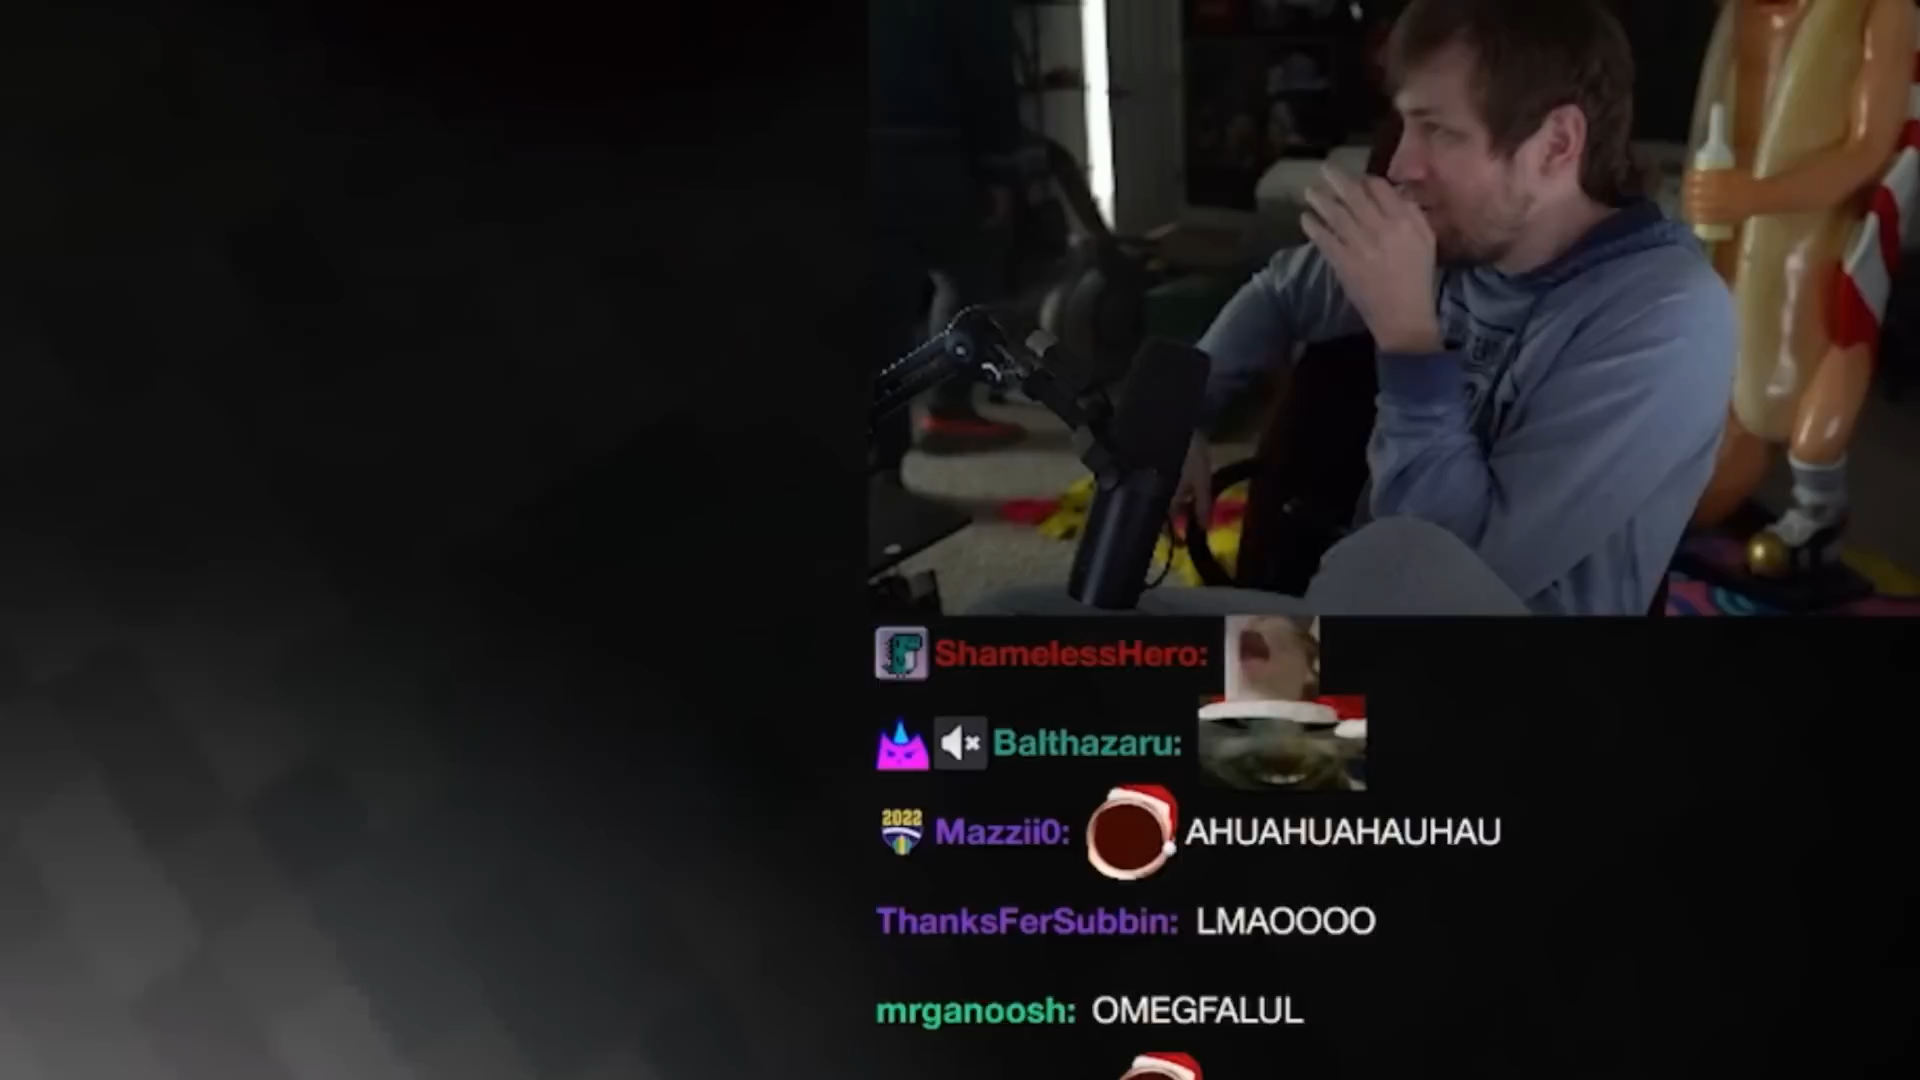 ShamelessHero:
Balthazaru:
2022 Mazzii0: AHUAHUAHAUHAU
ThanksFerSubbin: LMAOOOO
mrganoosh: OMEGFALUL